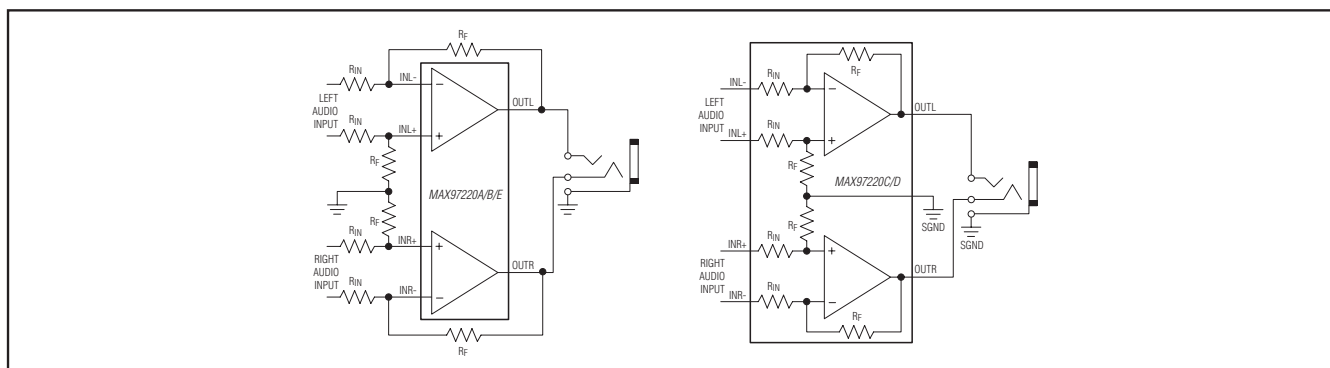 RF
RIN
INL-
LEFT
AUDIO
INPUT
OUTL
RIN
INL+
RF
MAX97220A/B/E
RF
RIN
INR+
RIGHT
AUDIO
INPUT
OUTR
RIN
INR-
RF
INL-
RIN
RF
LEFT
AUDIO
INPUT
OUTL
INL+
RIN
RF
MAX97220C/D
SGND
SGND
RF
INR+
RIN
RIGHT
AUDIO
INPUT
OUTR
INR-
RIN
RF